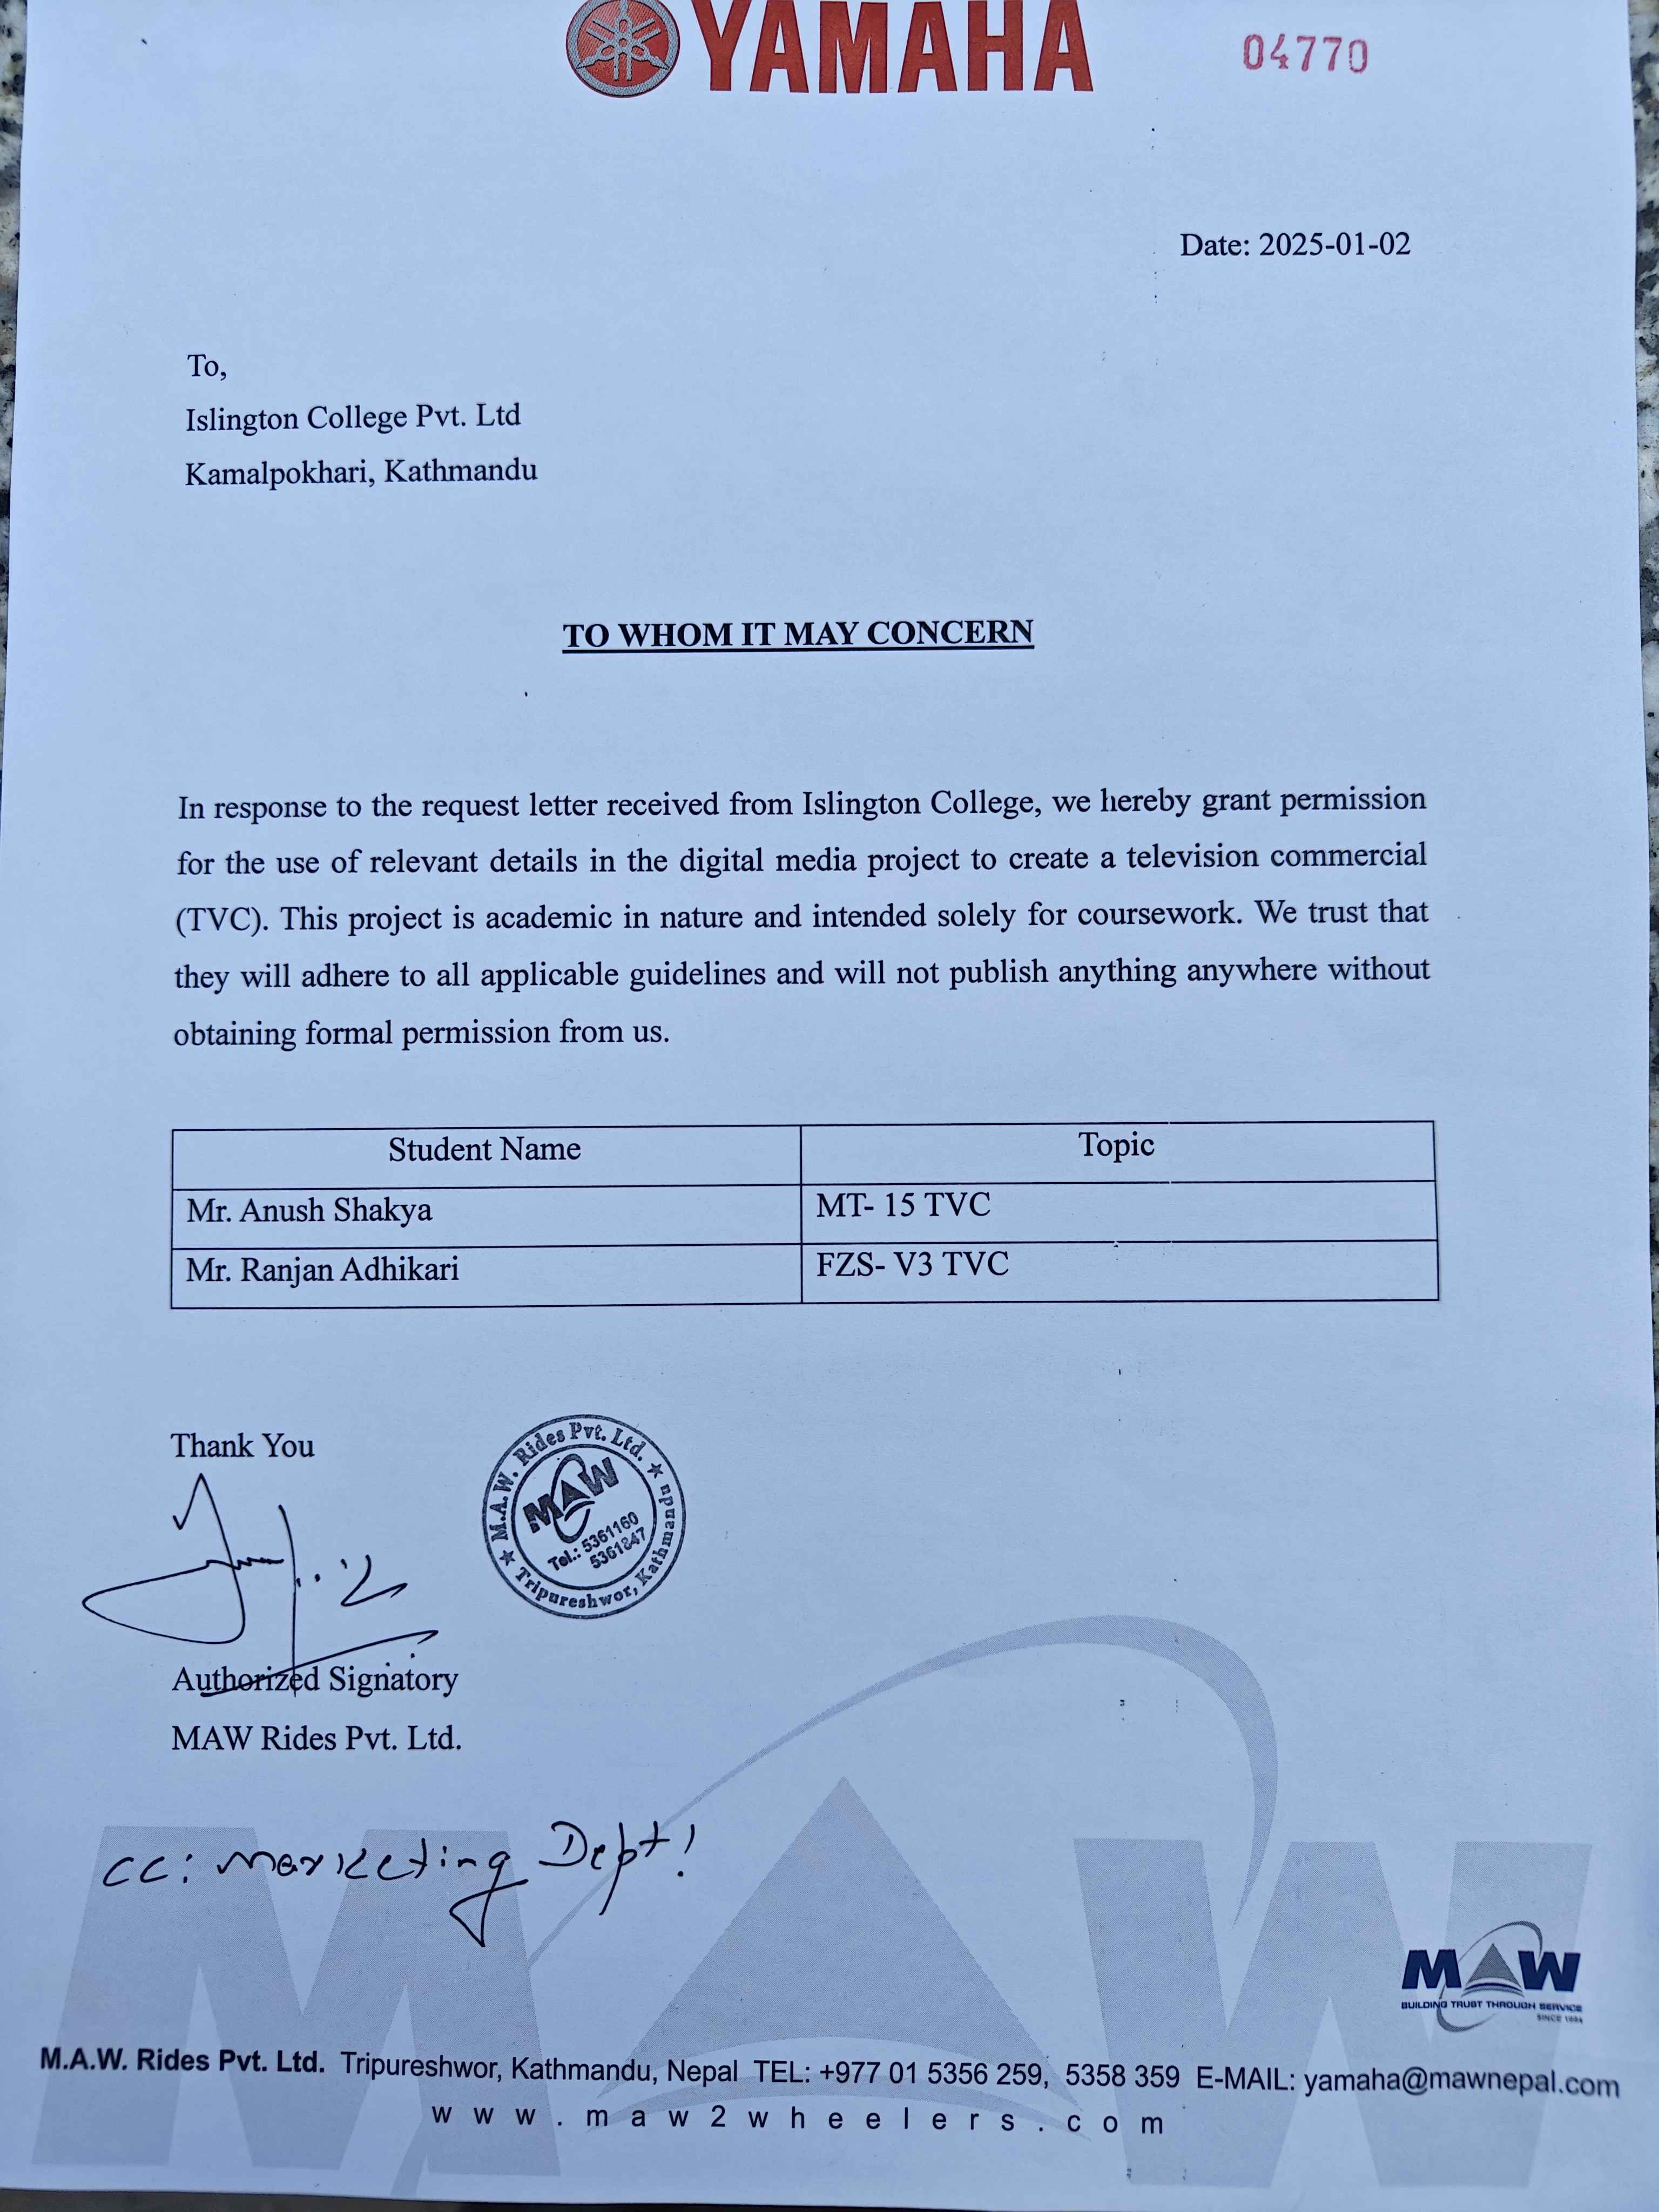 YAMAHA
04770
Date: 2025-01-02
To,
Islington College Pvt. Ltd
Kamalpokhari, Kathmandu
TO WHOM IT MAY CONCERN
In response to the request letter received from Islington College, we hereby grant permission
for the use of relevant details in the digital media project to create a television commercial
(TVC). This project is academic in nature and intended solely for coursework. We trust that
they will adhere to all applicable guidelines and will not publish anything anywhere without
obtaining formal permission from us.
Student Name Topic
Mr. Anush Shakya MT- 15 TVC
Mr. Ranjan Adhikari FZS- V3 TVC
Thank You
★ M.A.W. Rides Pvt. Ltd. ★
MAW
Tel.: 5361160
5361847
Tripureshwor, Kathmandu
Authorized Signatory
MAW Rides Pvt. Ltd.
CC: Marketing Dept!
MAW
MAW
BUILDING TRUST THROUGH SERVICE
SINCE 1964
M.A.W. Rides Pvt. Ltd. Tripureshwor, Kathmandu, Nepal TEL: +977 01 5356 259, 5358 359 E-MAIL: yamaha@mawnepal.com
www.maw2wheelers.com